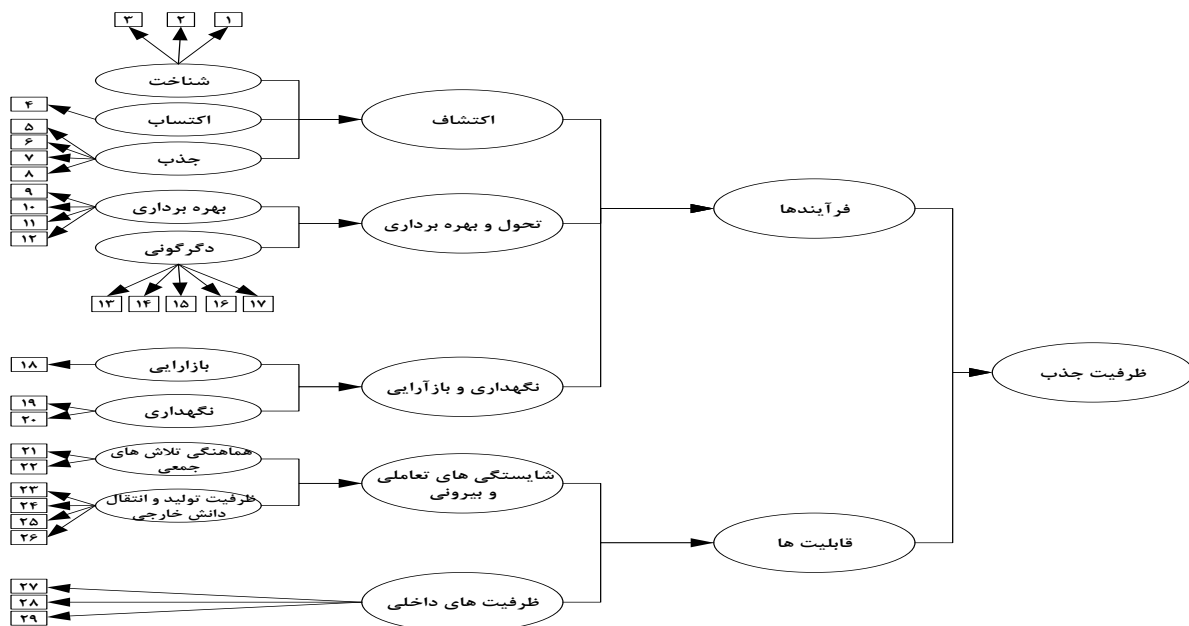 ۳ ۲ ۱
شناخت
۴
اکتساب
اکتشاف
۵
۶
۷
۸
جذب
۹
۱۰
۱۱
۱۲
بهره برداری
تحول و بهره برداری
فرآیندها
دگرگونی
۱۳ ۱۴ ۱۵ ۱۶ ۱۷
۱۸
بازارایی
نگهداری و بازآرایی
ظرفیت جذب
۱۹
۲۰
نگهداری
۲۱
۲۲
هماهنگی تلاش های
جمعی
شایستگی های تعاملی
و بیرونی
۲۳
۲۴
۲۵
۲۶
ظرفیت تولید و انتقال
دانش خارجی
قابلیت ها
۲۷
۲۸
۲۹
ظرفیت های داخلی